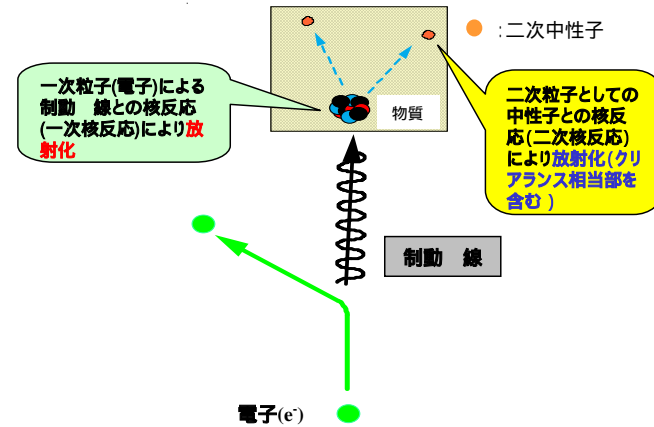 ：二次中性子
一次粒子(電子)による
制動　線との核反応
(一次核反応)により放
射化
物質
二次粒子としての
中性子との核反
応(二次核反応)
により放射化(クリ
アランス相当部を
含む）
制動　線
電子(e-)